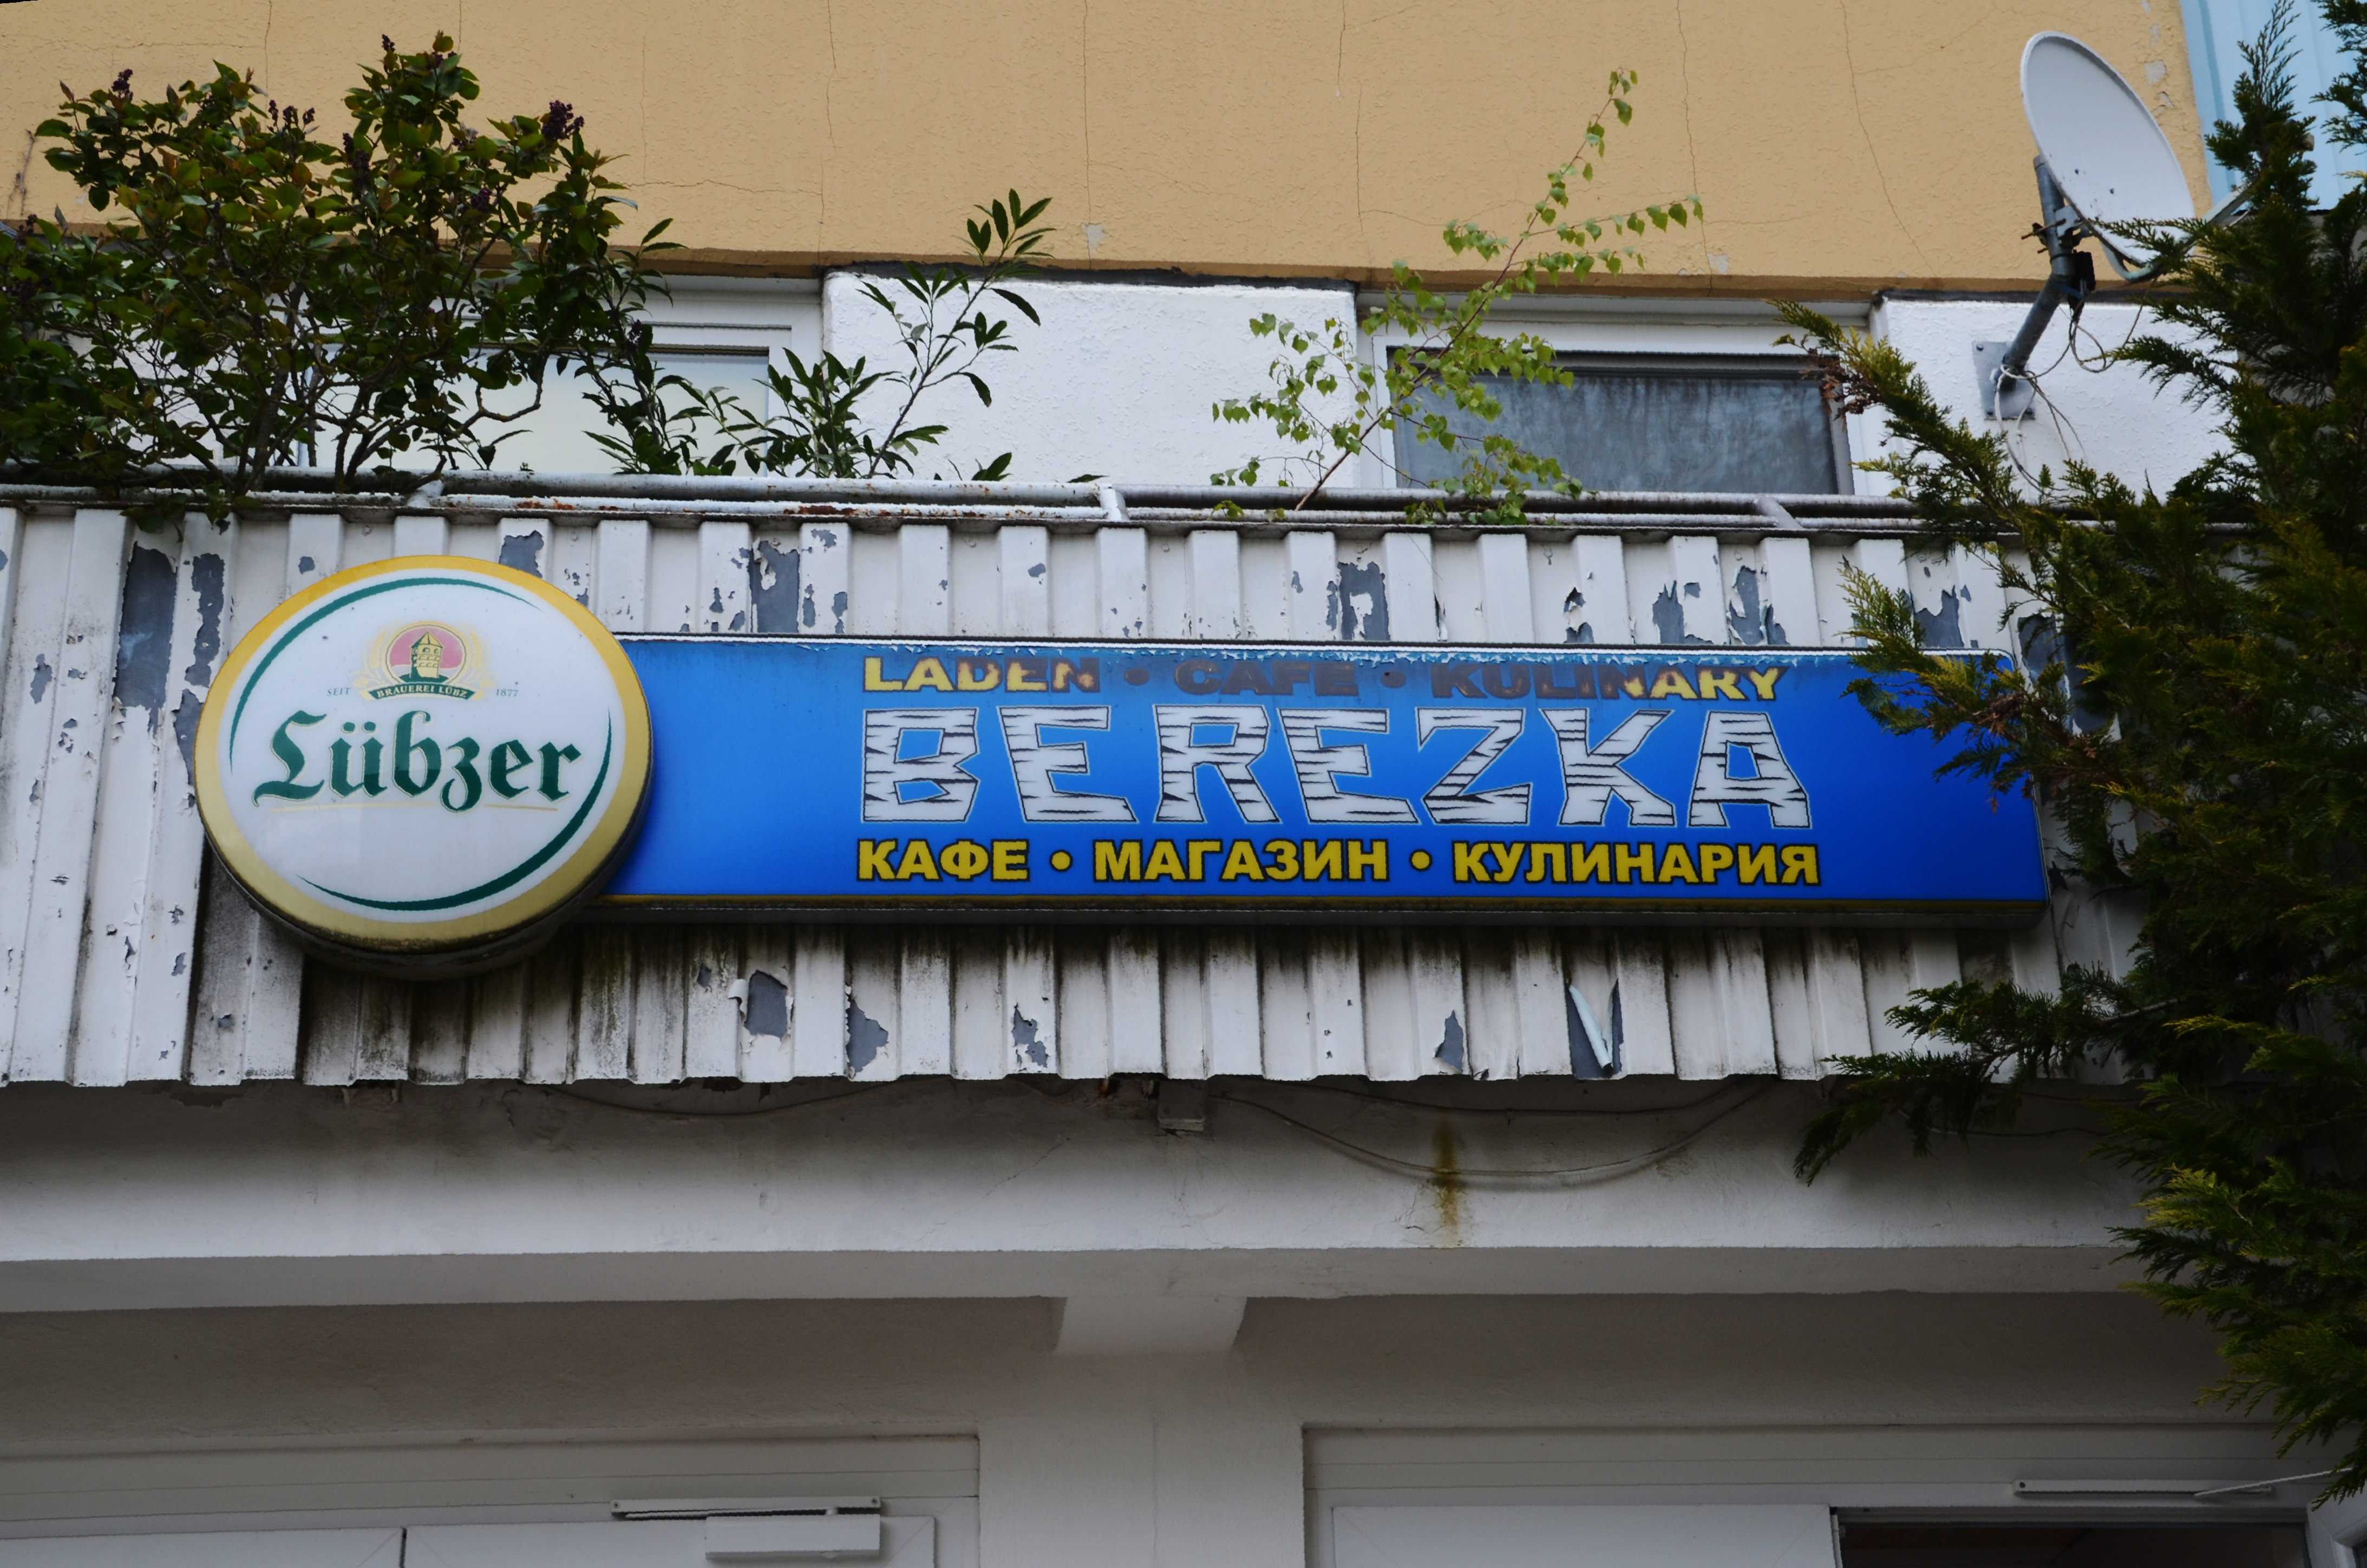 SEIT BRAUEREI LÜBZ 1877
Lübzer
LADEN • CAFE • KULINARY
BEREZKA
КАФЕ • МАГАЗИН • КУЛИНАРИЯ